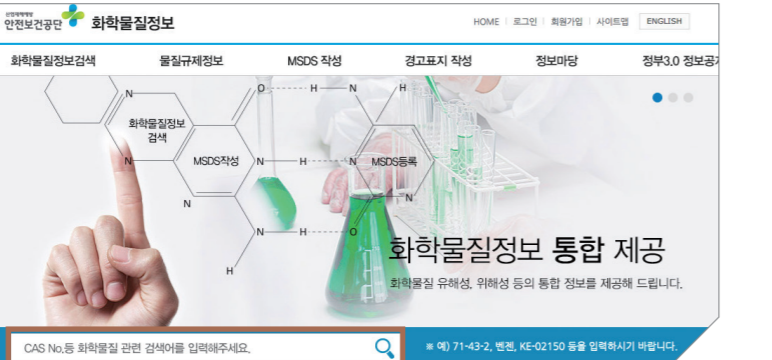 산업재해예방
안전보건공단 화학물질정보
HOME 로그인 회원가입 사이트맵 ENGLISH
화학물질정보검색 물질규제정보 MSDS 작성 경고표지 작성 정보마당 정부3.0 정보공
O H N H
N
화학물질정보
검색
N MSDS작성 N H N MSDS등록
N N
N H O
H
화학물질정보 통합 제공
화학물질 유해성, 위해성 등의 통합 정보를 제공해 드립니다.
CAS No,등 화학물질 관련 검색어를 입력해주세요.
※ 예) 71-43-2, 벤젠, KE-02150 등을 입력하시기 바랍니다.